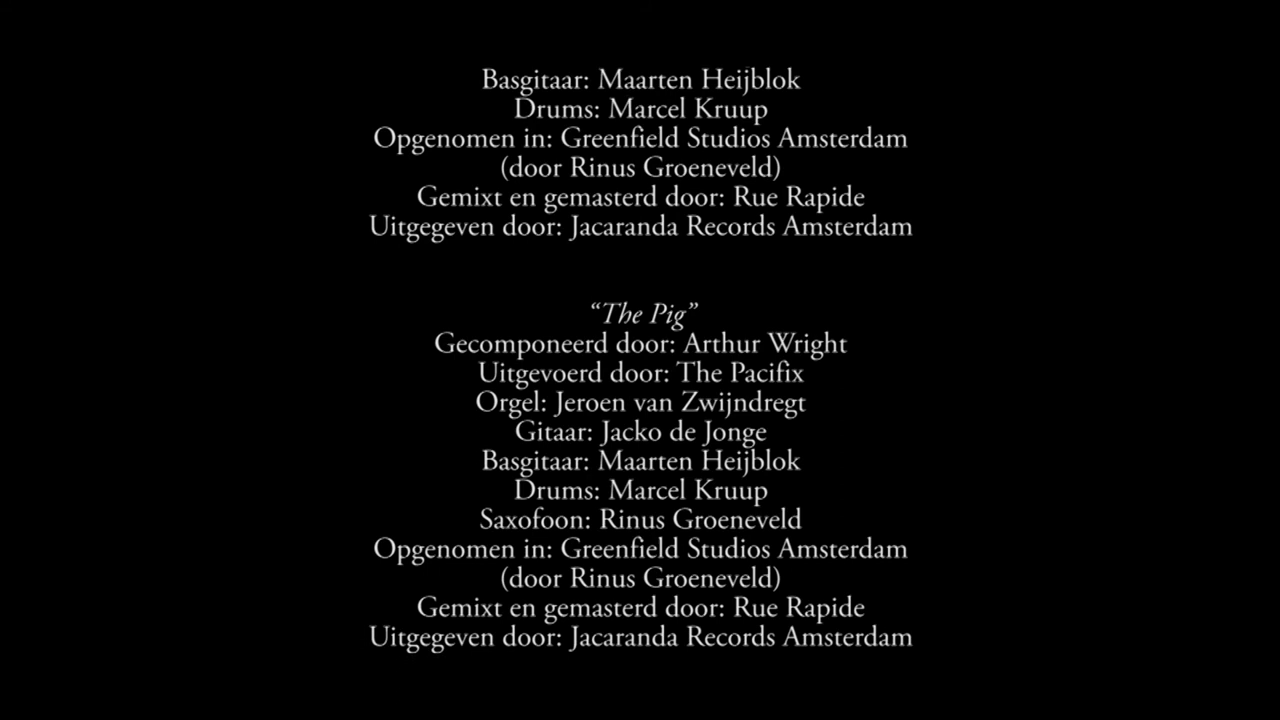 Basgitaar: Maarten Heijblok
Drums: Marcel Kruup
Opgenomen in: Greenfield Studios Amsterdam
(door Rinus Groeneveld)
Gemixt en gemasterd door: Rue Rapide
Uitgegeven door: Jacaranda Records Amsterdam
“The Pig”
Gecomponeerd door: Arthur Wright
Uitgevoerd door: The Pacifix
Orgel: Jeroen van Zwijndregt
Gitaar: Jacko de Jonge
Basgitaar: Maarten Heijblok
Drums: Marcel Kruup
Saxofoon: Rinus Groeneveld
Opgenomen in: Greenfield Studios Amsterdam
(door Rinus Groeneveld)
Gemixt en gemasterd door: Rue Rapide
Uitgegeven door: Jacaranda Records Amsterdam